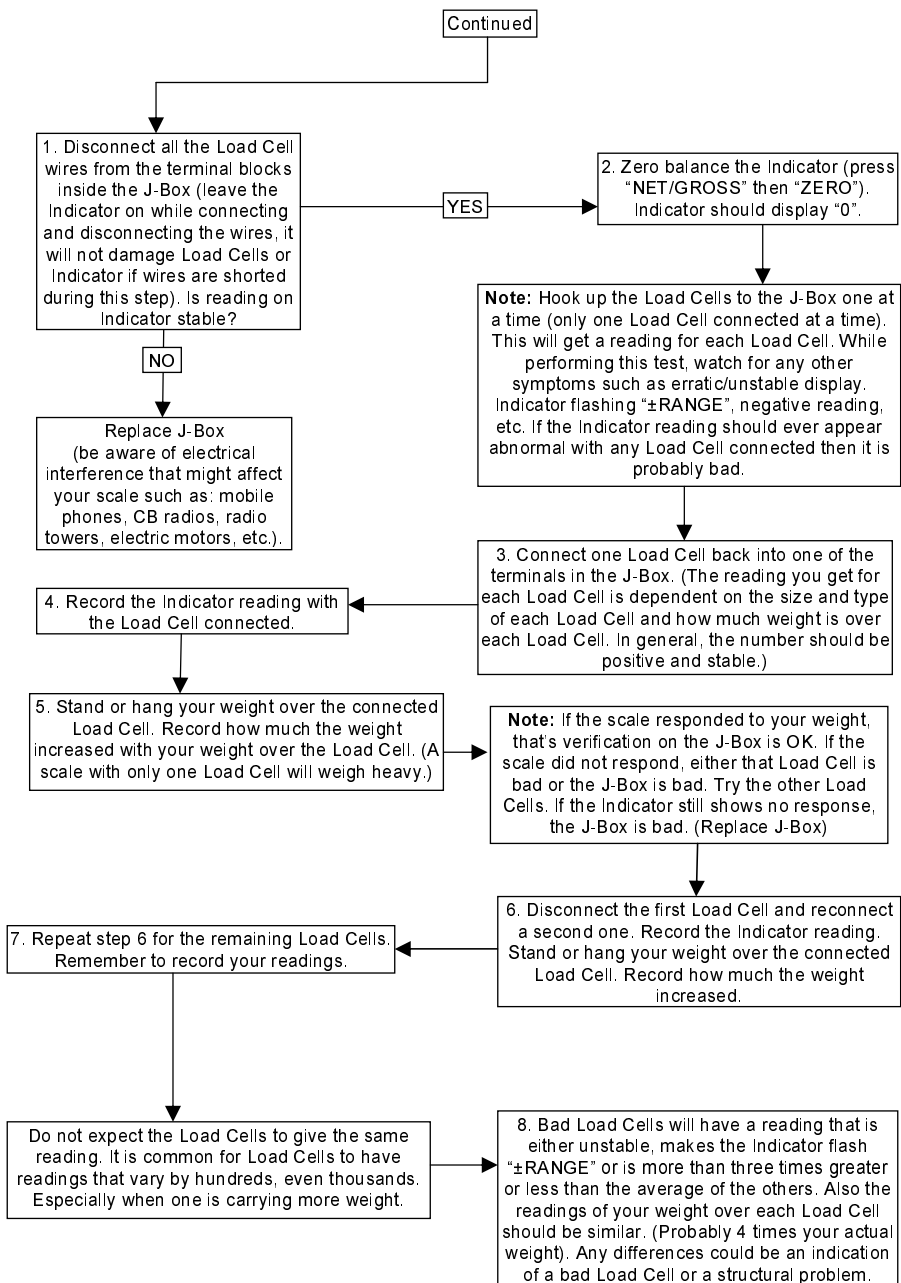 Continued
1. Disconnect all the Load Cell
wires from the terminal blocks
inside the J-Box (leave the
Indicator on while connecting
and disconnecting the wires, it
will not damage Load Cells or
Indicator if wires are shorted
during this step). Is reading on
Indicator stable?
YES
2. Zero balance the Indicator (press
“NET/GROSS” then “ZERO”).
Indicator should display “0”.
NO
Replace J-Box
(be aware of electrical
interference that might affect
your scale such as: mobile
phones, CB radios, radio
towers, electric motors, etc.).
Note: Hook up the Load Cells to the J-Box one at
a time (only one Load Cell connected at a time).
This will get a reading for each Load Cell. While
performing this test, watch for any other
symptoms such as erratic/unstable display.
Indicator flashing “±RANGE”, negative reading,
etc. If the Indicator reading should ever appear
abnormal with any Load Cell connected then it is
probably bad.
3. Connect one Load Cell back into one of the
terminals in the J-Box. (The reading you get for
each Load Cell is dependent on the size and type
of each Load Cell and how much weight is over
each Load Cell. In general, the number should be
positive and stable.)
4. Record the Indicator reading with
the Load Cell connected.
5. Stand or hang your weight over the connected
Load Cell. Record how much the weight
increased with your weight over the Load Cell. (A
scale with only one Load Cell will weigh heavy.)
Note: If the scale responded to your weight,
that’s verification on the J-Box is OK. If the
scale did not respond, either that Load Cell is
bad or the J-Box is bad. Try the other Load
Cells. If the Indicator still shows no response,
the J-Box is bad. (Replace J-Box)
6. Disconnect the first Load Cell and reconnect
a second one. Record the Indicator reading.
Stand or hang your weight over the connected
Load Cell. Record how much the weight
increased.
7. Repeat step 6 for the remaining Load Cells.
Remember to record your readings.
Do not expect the Load Cells to give the same
reading. It is common for Load Cells to have
readings that vary by hundreds, even thousands.
Especially when one is carrying more weight.
8. Bad Load Cells will have a reading that is
either unstable, makes the Indicator flash
“±RANGE” or is more than three times greater
or less than the average of the others. Also the
readings of your weight over each Load Cell
should be similar. (Probably 4 times your actual
weight). Any differences could be an indication
of a bad Load Cell or a structural problem.